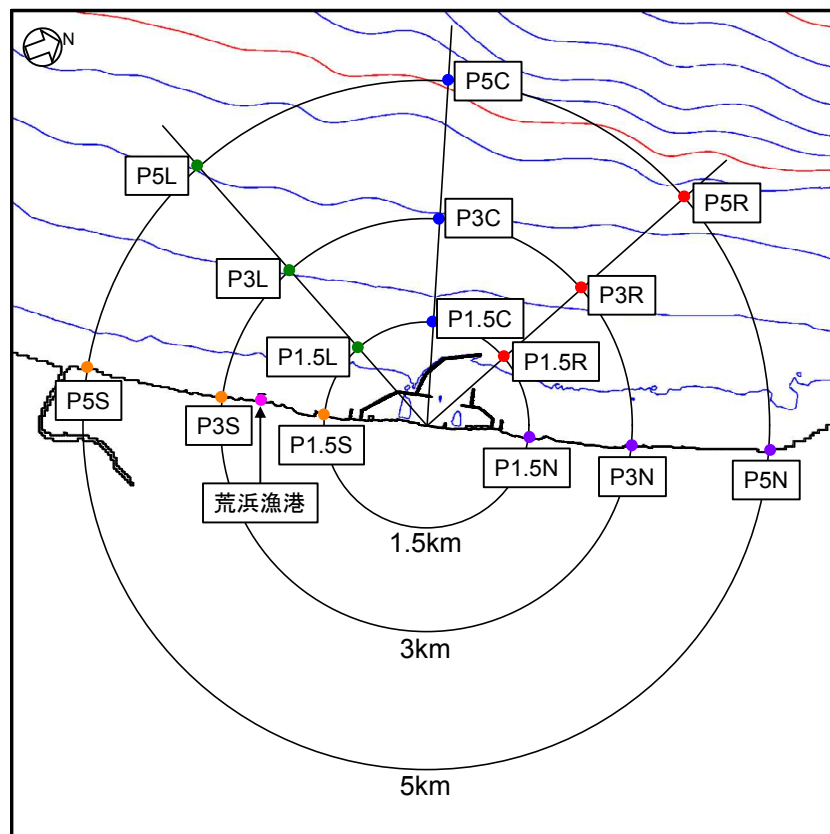 N
P5C
P5L
P5R
P3C
P3L
P3R
P1.5C
P1.5L
P1.5R
P5S
P3S
P1.5S
P1.5N
P3N
P5N
荒浜漁港
1.5km
3km
5km